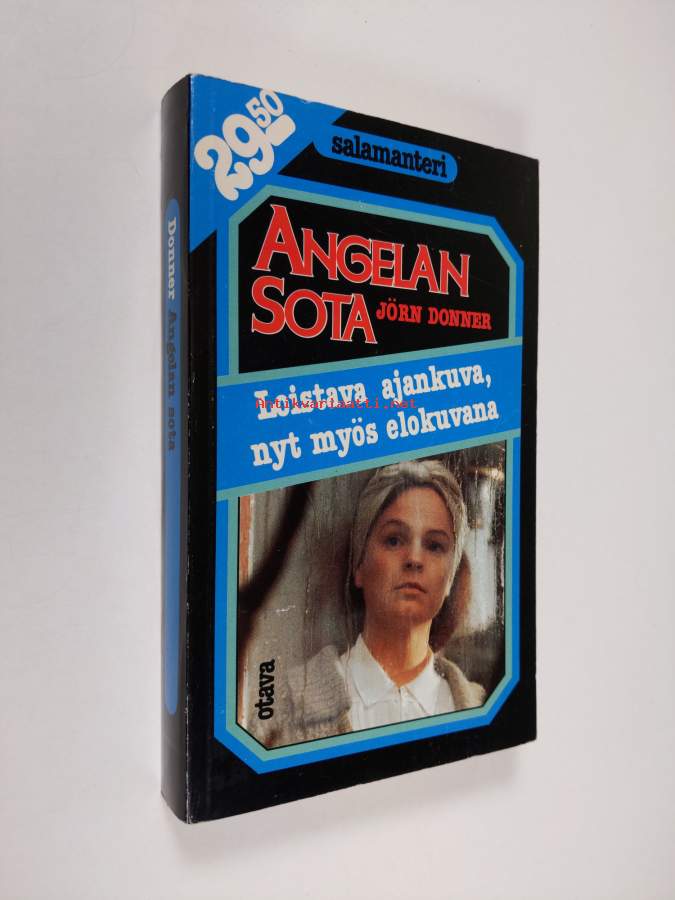 29.50
salamanteri
ANGELAN
SOTA
JÖRN DONNER
Loistava ajankuva,
Antikvariaatti.net
nyt myös elokuvana
otava
Donner Angelan sota